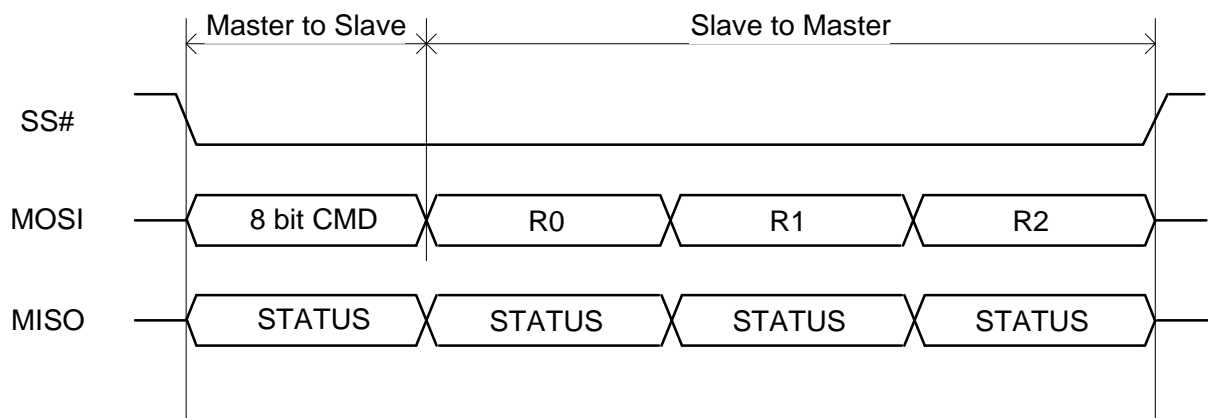 Master to Slave Slave to Master
SS#
MOSI 8 bit CMD R0 R1 R2
MISO STATUS STATUS STATUS STATUS